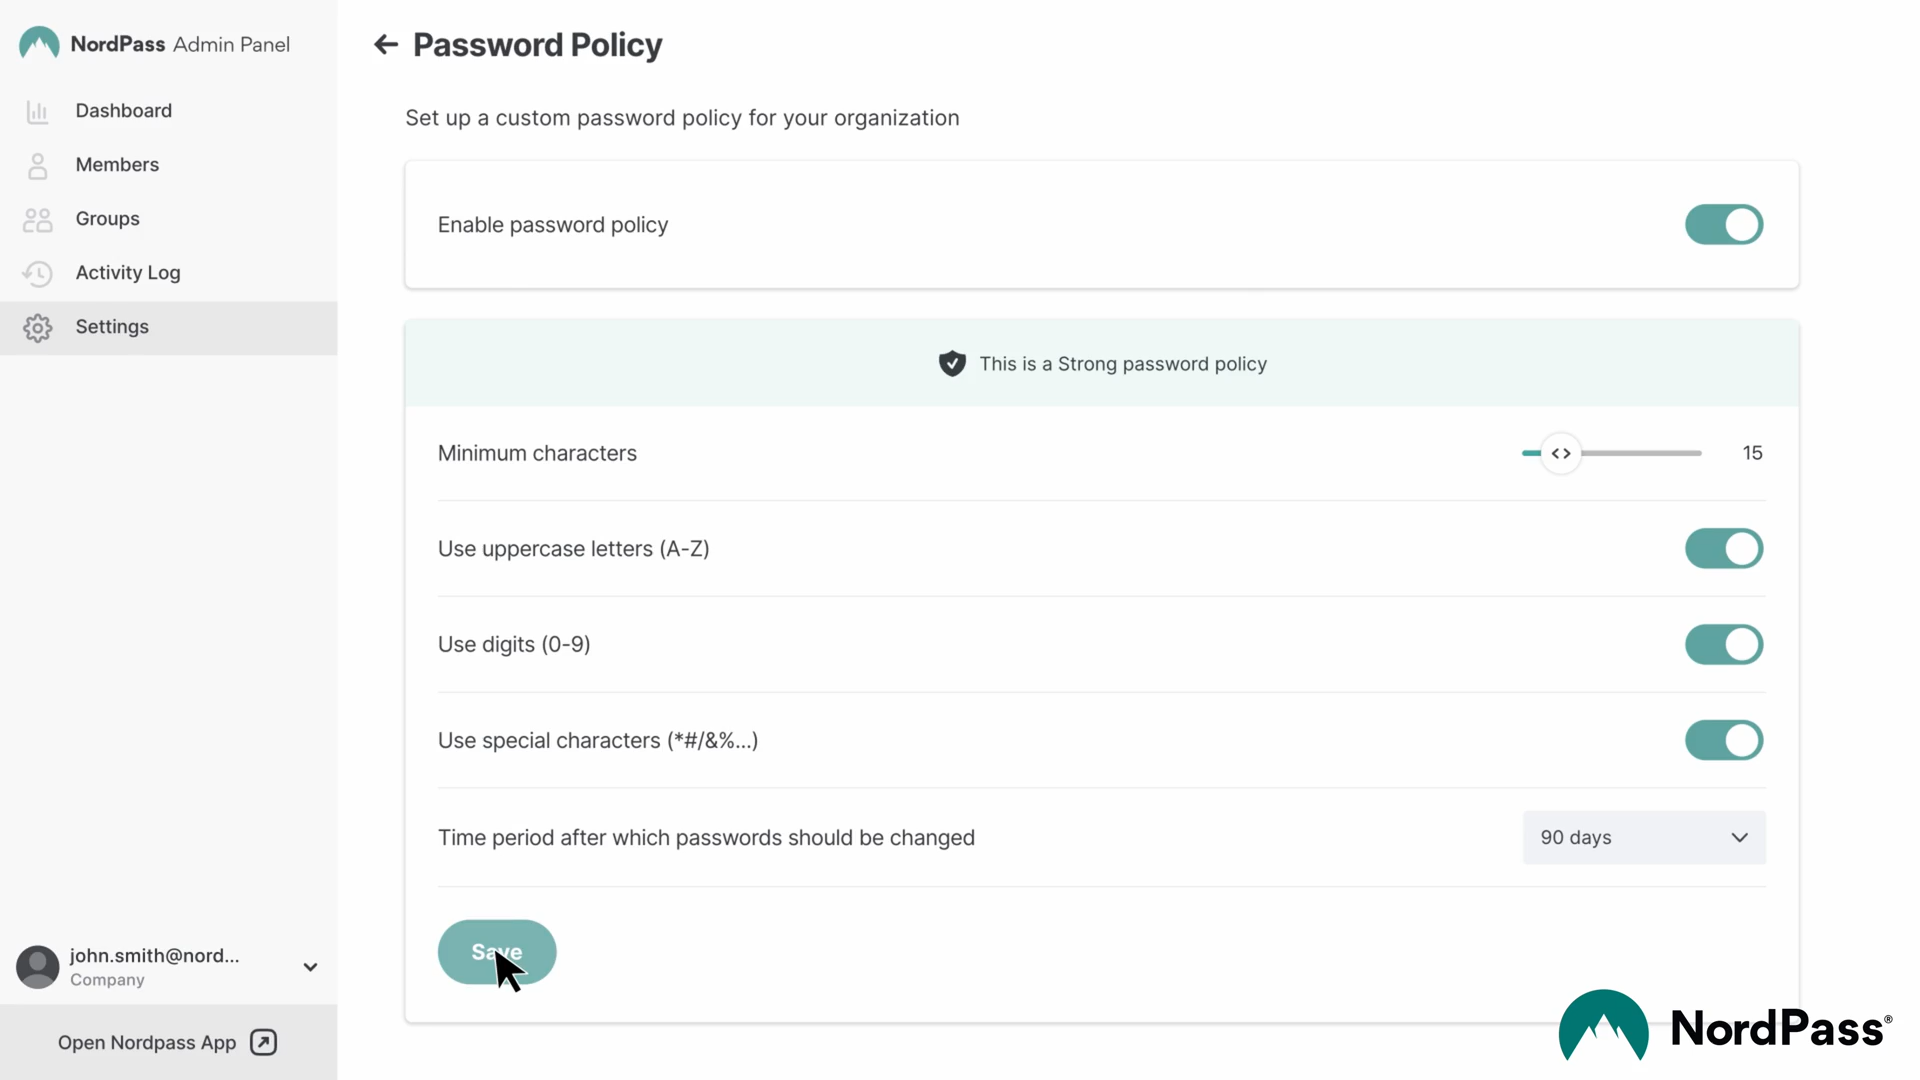 NordPass Admin Panel
Dashboard
Members
Groups
Activity Log
Settings
john.smith@nord...
Company
Open Nordpass App
Password Policy
Set up a custom password policy for your organization
Enable password policy
This is a Strong password policy
Minimum characters 15
Use uppercase letters (A-Z)
Use digits (0-9)
Use special characters (*#/&%...)
Time period after which passwords should be changed 90 days
Save
NordPass®